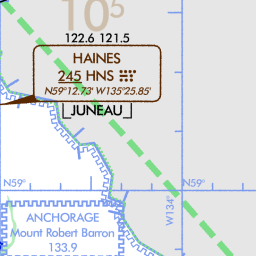 10⁵
122.6 121.5
HAINES
245 HNS
N59°12.73' W135°25.85'
JUNEAU
N59°
N59°
W134°
ANCHORAGE
Mount Robert Barron
133.9